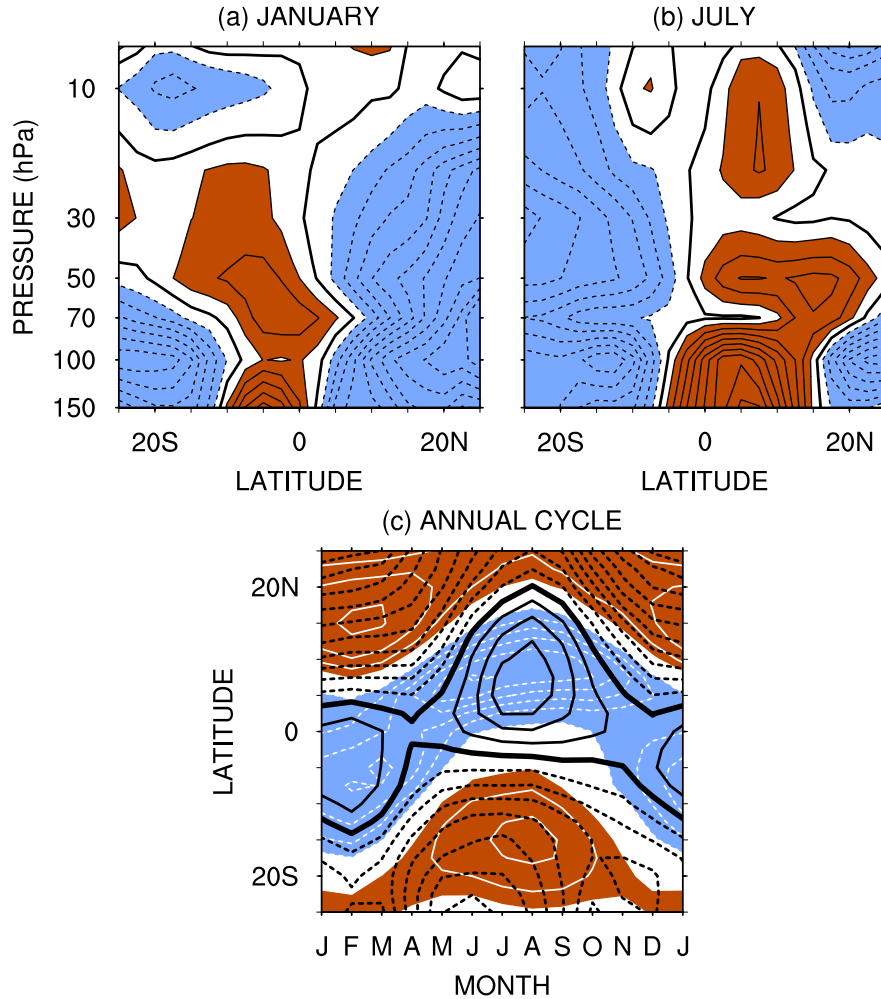 (a) JANUARY
(b) JULY
PRESSURE (hPa)
10
30
50
70
100
150
20S 0 20N
20S 0 20N
LATITUDE
LATITUDE
(c) ANNUAL CYCLE
LATITUDE
20N
0
20S
J F M A M J J A S O N D J
MONTH